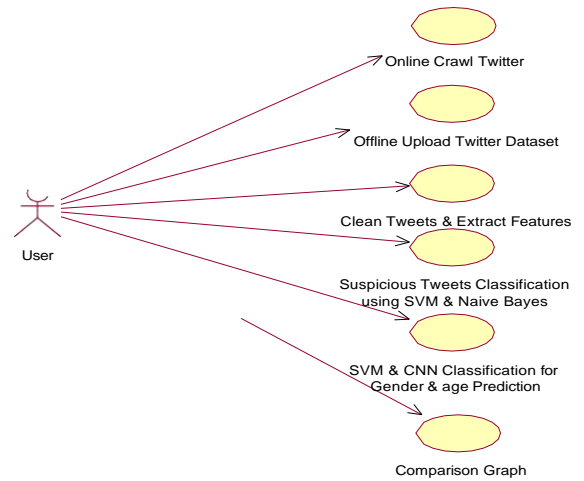 Online Crawl Twitter
Offline Upload Twitter Dataset
Clean Tweets & Extract Features
User
Suspicious Tweets Classification
using SVM & Naive Bayes
SVM & CNN Classification for
Gender & age Prediction
Comparison Graph